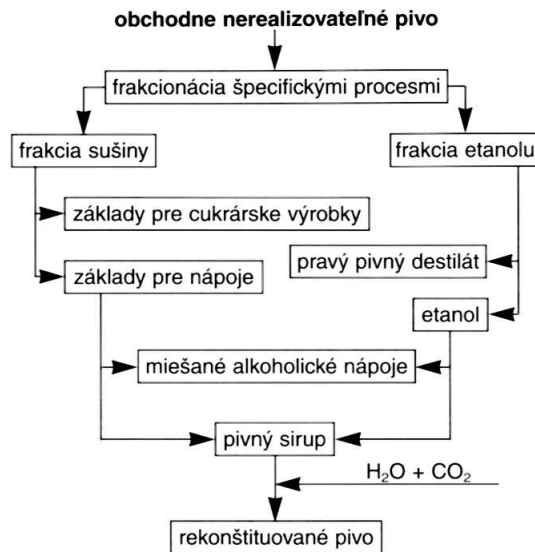 obchodne nerealizovateľné pivo
frakcionácia špecifickými procesmi
frakcia sušiny
frakcia etanolu
základy pre cukrárske výrobky
pravý pivný destilát
základy pre nápoje
etanol
miešané alkoholické nápoje
pivný sirup
H₂O + CO₂
rekonštituované pivo